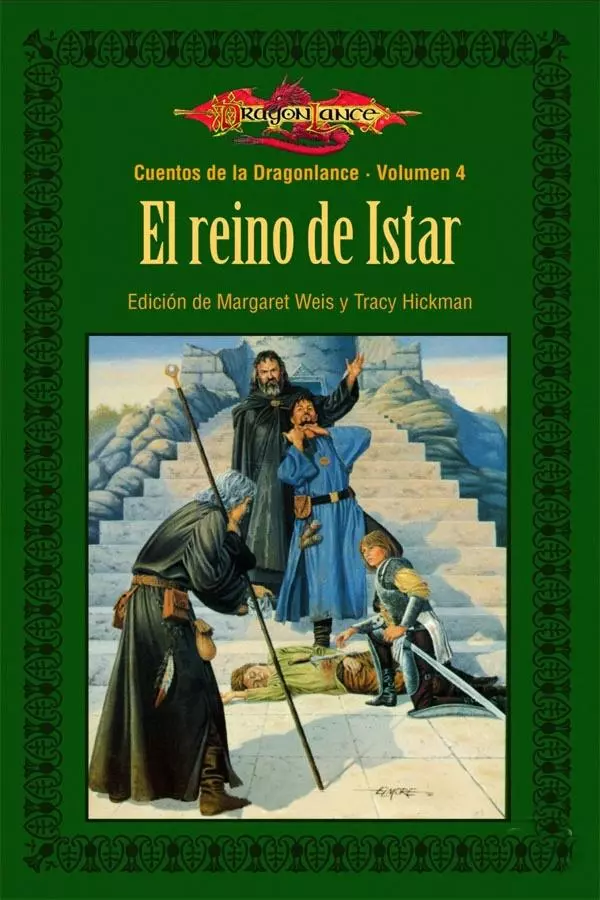 DRAGONLANCE
Cuentos de la Dragonlance · Volumen 4
El reino de Istar
Edición de Margaret Weis y Tracy Hickman
ELMORE